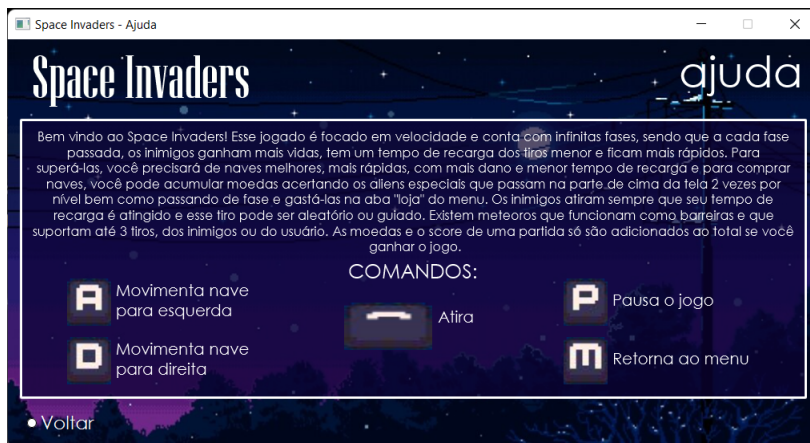 Space Invaders - Ajuda
Space Invaders
ajuda
Bem vindo ao Space Invaders! Esse jogado é focado em velocidade e conta com infinitas fases, sendo que a cada fase
passada, os inimigos ganham mais vidas, tem um tempo de recarga dos tiros menor e ficam mais rápidos. Para
superá-las, você precisará de naves melhores, mais rápidas, com mais dano e menor tempo de recarga e para comprar
naves, você pode acumular moedas acertando os aliens especiais que passam na parte de cima da tela 2 vezes por
nível bem como passando de fase e gastá-las na aba "loja" do menu. Os inimigos atiram sempre que seu tempo de
recarga é atingido e esse tiro pode ser aleatório ou guiado. Existem meteoros que funcionam como barreiras e que
suportam até 3 tiros, dos inimigos ou do usuário. As moedas e o score de uma partida só são adicionados ao total se você
ganhar o jogo.
COMANDOS:
A
Movimenta nave
para esquerda
D
Movimenta nave
para direita
Atira
P
Pausa o jogo
M
Retorna ao menu
Voltar